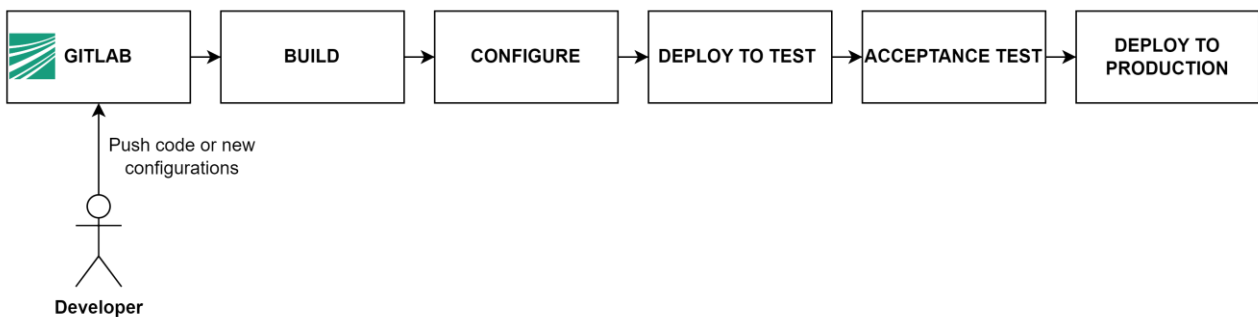 GITLAB
BUILD
CONFIGURE
DEPLOY TO TEST
ACCEPTANCE TEST
DEPLOY TO
PRODUCTION
Push code or new
configurations
Developer